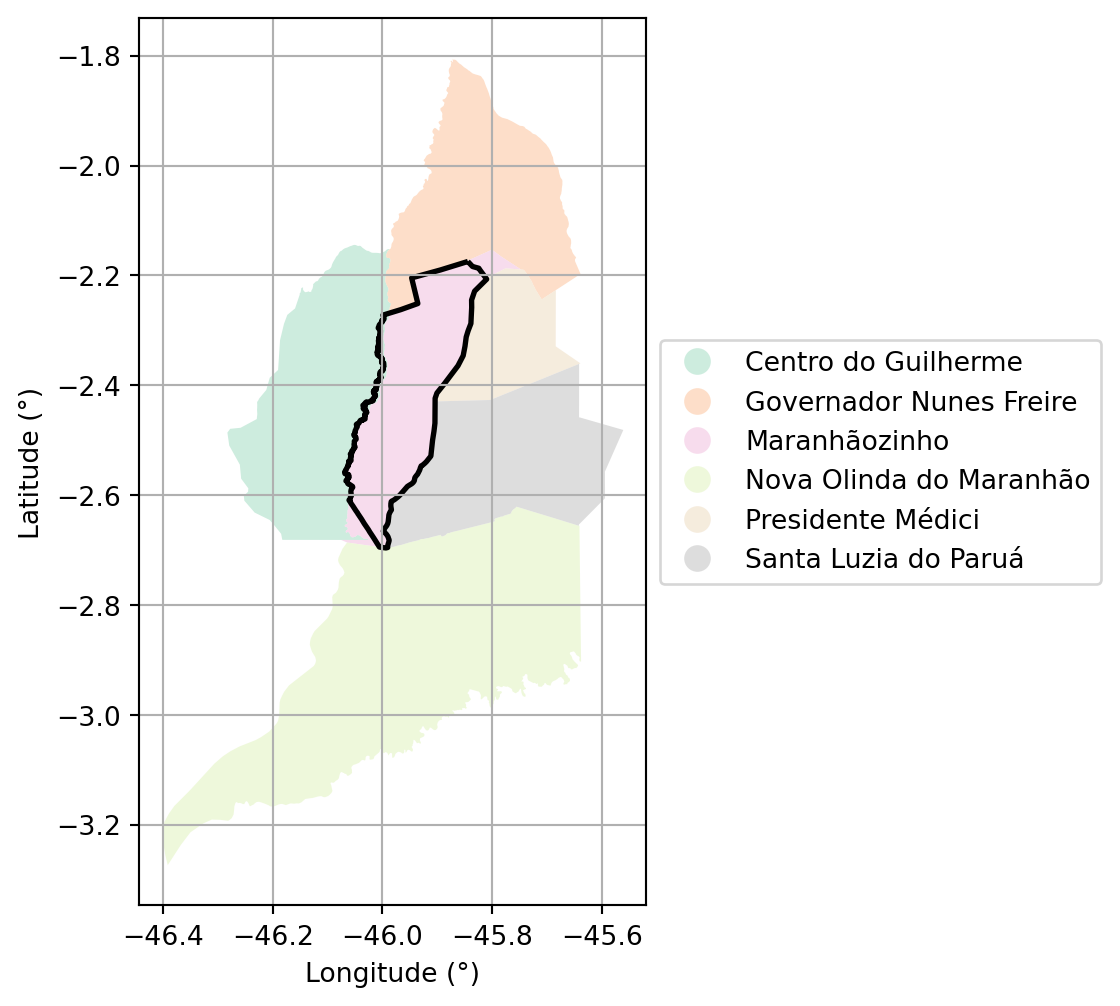 −1.8
−2.0
−2.2
−2.4
−2.6
−2.8
−3.0
−3.2
Latitude (°)
−46.4 −46.2 −46.0 −45.8 −45.6
Longitude (°)
Centro do Guilherme
Governador Nunes Freire
Maranhãozinho
Nova Olinda do Maranhão
Presidente Médici
Santa Luzia do Paruá